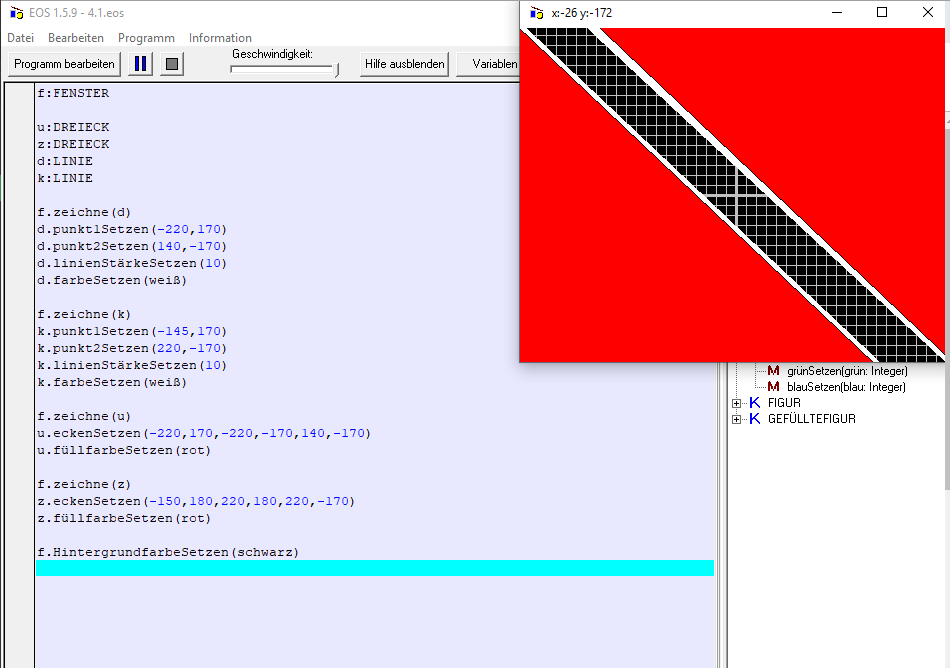 EOS 1.5.9 - 4.1.eos
x:-26 y:-172
Datei Bearbeiten Programm Information
Programm bearbeiten
Geschwindigkeit:
Hilfe ausblenden
Variablen
f:FENSTER
u:DREIECK
z:DREIECK
d:LINIE
k:LINIE
f.zeichne(d)
d.punkt1Setzen(-220,170)
d.punkt2Setzen(140,-170)
d.linienStärkeSetzen(10)
d.farbeSetzen(weiß)
f.zeichne(k)
k.punkt1Setzen(-145,170)
k.punkt2Setzen(220,-170)
k.linienStärkeSetzen(10)
k.farbeSetzen(weiß)
f.zeichne(u)
u.eckenSetzen(-220,170,-220,-170,140,-170)
u.füllfarbeSetzen(rot)
f.zeichne(z)
z.eckenSetzen(-150,180,220,180,220,-170)
z.füllfarbeSetzen(rot)
f.HintergrundfarbeSetzen(schwarz)
M grünSetzen(grün: Integer)
M blauSetzen(blau: Integer)
K FIGUR
K GEFÜLLTEFIGUR